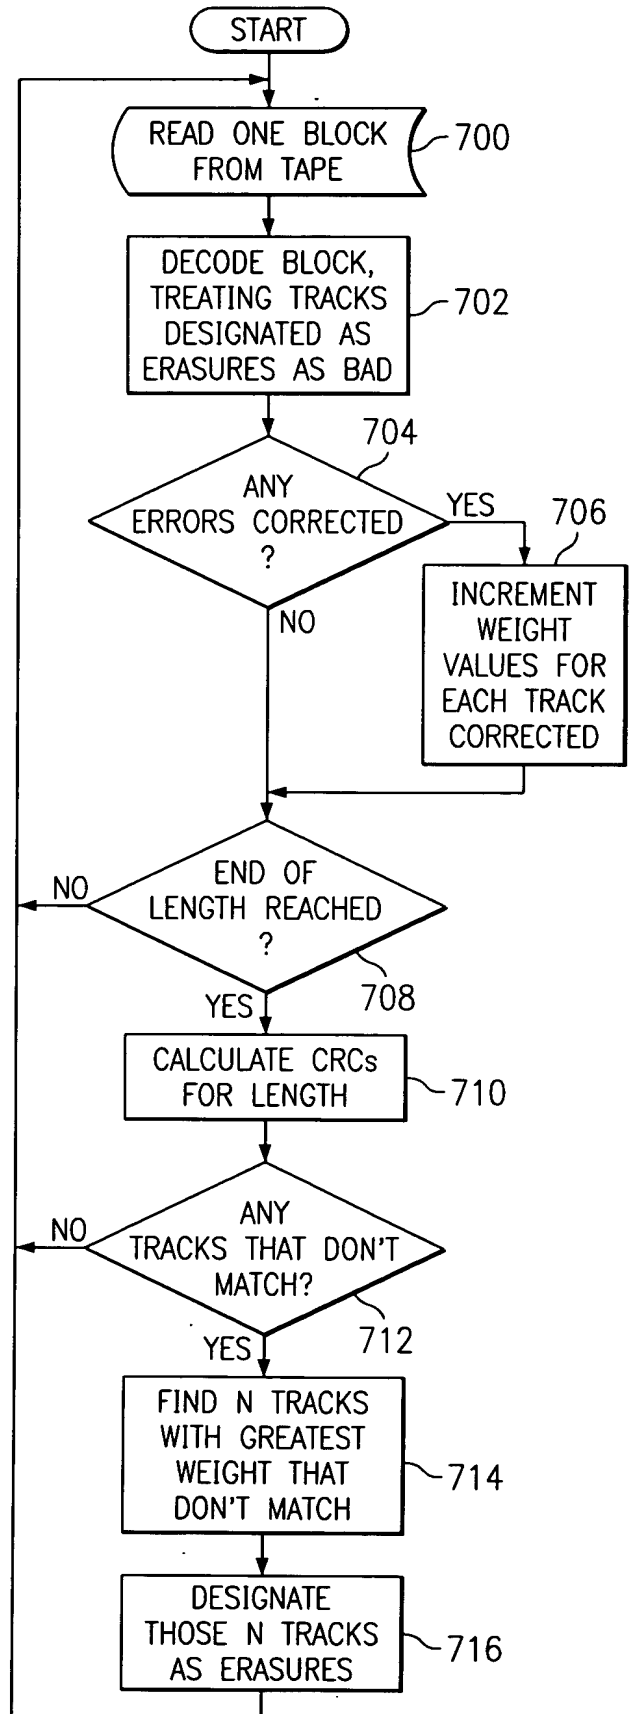 START
READ ONE BLOCK
FROM TAPE
700
DECODE BLOCK,
TREATING TRACKS
DESIGNATED AS
ERASURES AS BAD
702
704
ANY
ERRORS CORRECTED
?
YES
NO
706
INCREMENT
WEIGHT
VALUES FOR
EACH TRACK
CORRECTED
END OF
LENGTH REACHED
?
NO
708
YES
CALCULATE CRCs
FOR LENGTH
710
ANY
TRACKS THAT DON'T
MATCH?
NO
712
YES
FIND N TRACKS
WITH GREATEST
WEIGHT THAT
DON'T MATCH
714
DESIGNATE
THOSE N TRACKS
AS ERASURES
716